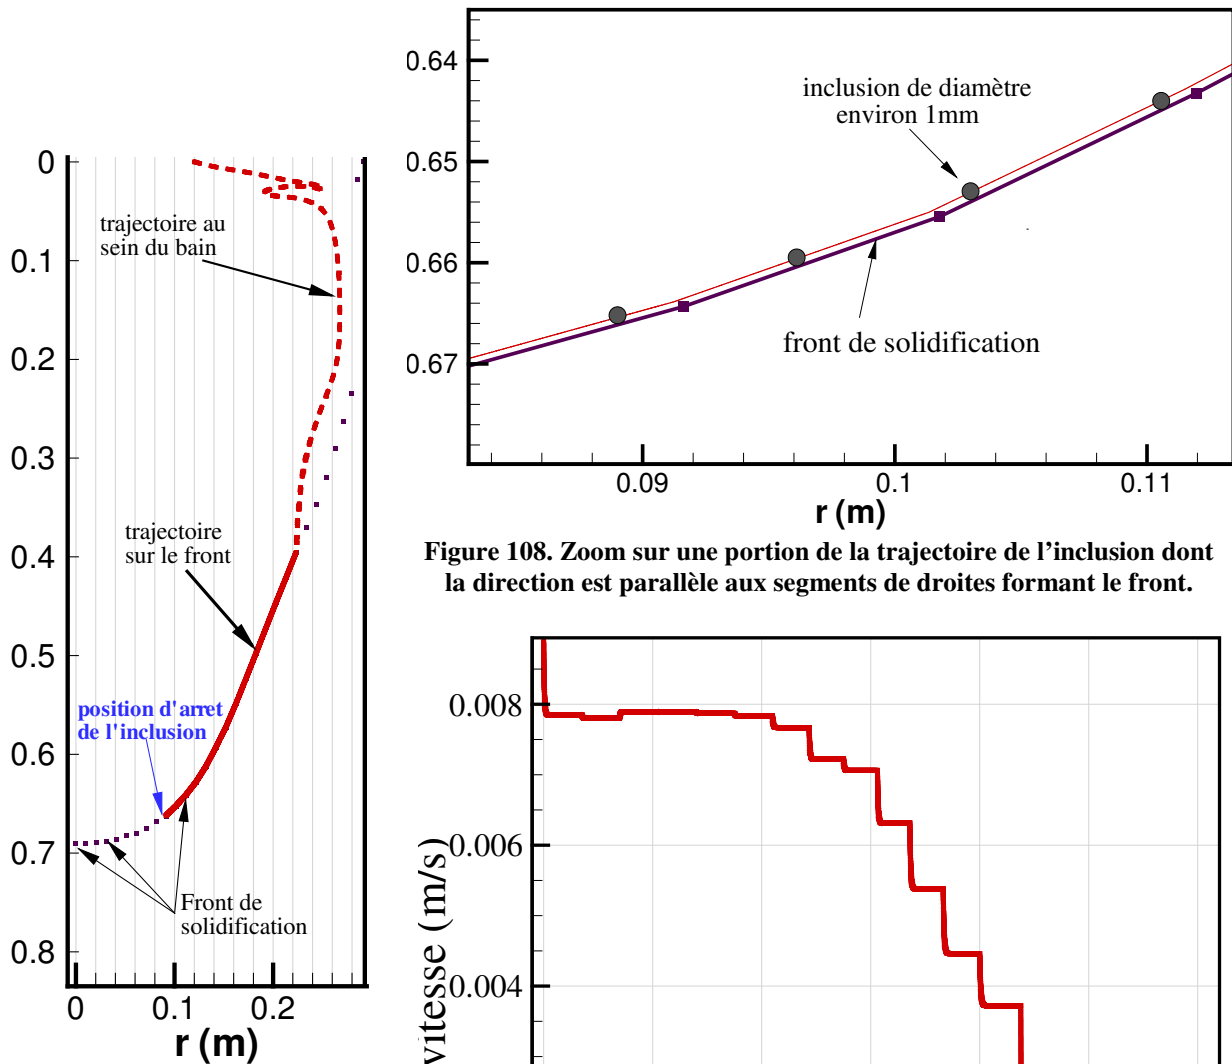 0
0.1
0.2
0.3
0.4
0.5
0.6
0.7
0.8
trajectoire au
sein du bain
trajectoire
sur le front
position d'arret
de l'inclusion
Front de
solidification
0
0.1
0.2
r (m)
0.64
0.65
0.66
0.67
inclusion de diamètre
environ 1mm
front de solidification
0.09
0.1
0.11
r (m)
Figure 108. Zoom sur une portion de la trajectoire de l'inclusion dont
la direction est parallèle aux segments de droites formant le front.
0.008
0.006
0.004
vitesse (m/s)